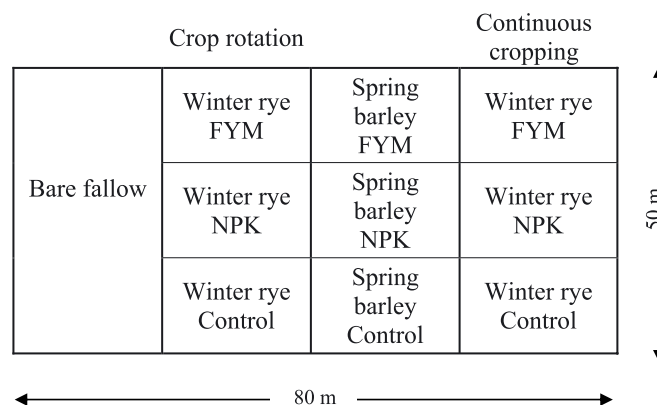 Crop rotation
Continuous
cropping
Bare fallow
Winter rye
FYM
Spring
barley
FYM
Winter rye
FYM
Winter rye
NPK
Spring
barley
NPK
Winter rye
NPK
Winter rye
Control
Spring
barley
Control
Winter rye
Control
50 m
80 m